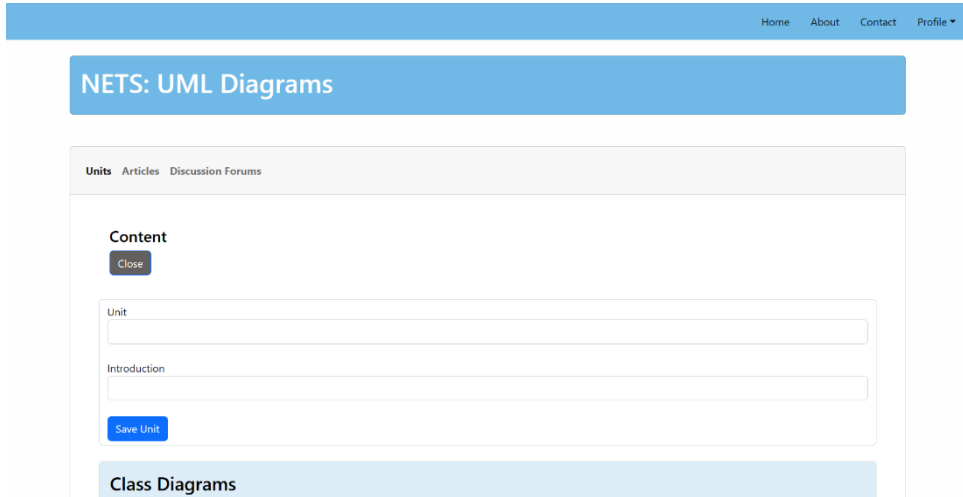 Home About Contact Profile
NETS: UML Diagrams
Units Articles Discussion Forums
Content
Close
Unit
Introduction
Save Unit
Class Diagrams